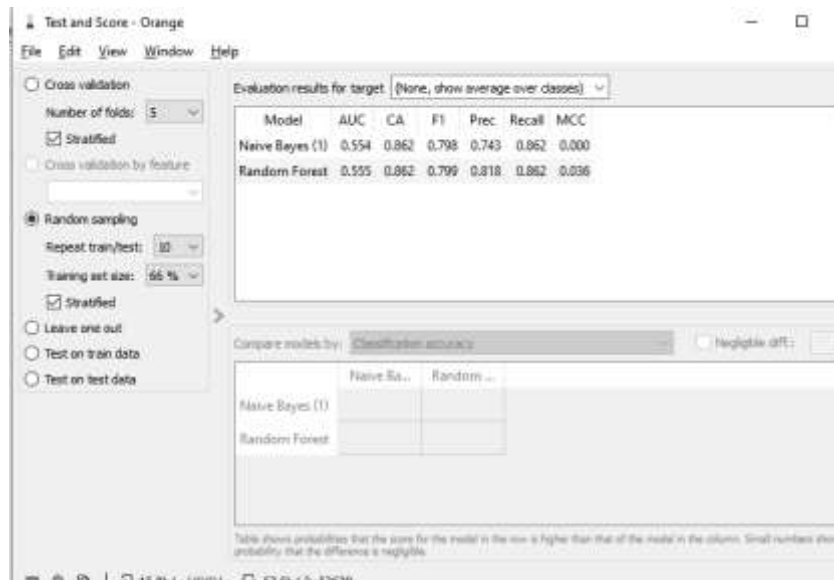 Test and Score - Orange
File Edit View Window Help
Cross validation
Number of folds: 5
Stratified
Cross validation by feature
Random sampling
Repeat train/test: 10
Training set size: 66 %
Stratified
Leave one out
Test on train data
Test on test data
Evaluation results for target (None, show average over classes)
Model AUC CA F1 Prec Recall MCC
Naive Bayes (1) 0.554 0.862 0.798 0.743 0.862 0.000
Random Forest 0.555 0.862 0.799 0.818 0.862 0.036
Compare models by: Classification accuracy
Negligible diff.:
Naive Ba... Random ...
Naive Bayes (1)
Random Forest
Table shows probabilities that the score for the model in the row is higher than that of the model in the column. Small numbers show
probability that the difference is negligible.